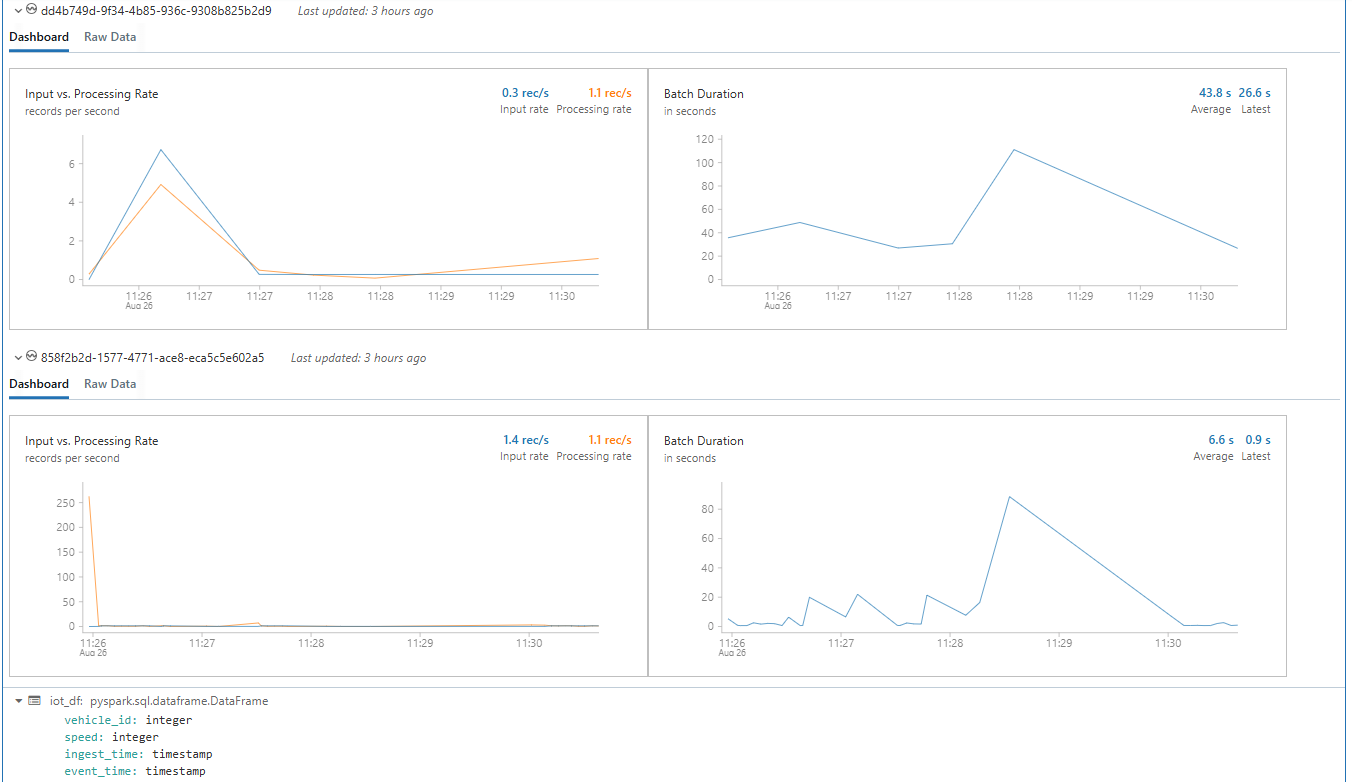 dd4b749d-9f34-4b85-936c-9308b825b2d9 Last updated: 3 hours ago
Dashboard Raw Data
Input vs. Processing Rate
records per second
0.3 rec/s 1.1 rec/s
Input rate Processing rate
6
4
2
0
11:26 11:27 11:27 11:28 11:28 11:29 11:29 11:30
Aug 26
Batch Duration
in seconds
43.8 s 26.6 s
Average Latest
120
100
80
60
40
20
0
11:26 11:27 11:27 11:28 11:28 11:29 11:29 11:30
Aug 26
858f2b2d-1577-4771-ace8-eca5c5e602a5 Last updated: 3 hours ago
Dashboard Raw Data
Input vs. Processing Rate
records per second
1.4 rec/s 1.1 rec/s
Input rate Processing rate
250
200
150
100
50
0
11:26 11:27 11:28 11:29 11:30
Aug 26
Batch Duration
in seconds
6.6 s 0.9 s
Average Latest
80
60
40
20
0
11:26 11:27 11:28 11:29 11:30
Aug 26
iot_df: pyspark.sql.dataframe.DataFrame
vehicle_id: integer
speed: integer
ingest_time: timestamp
event_time: timestamp